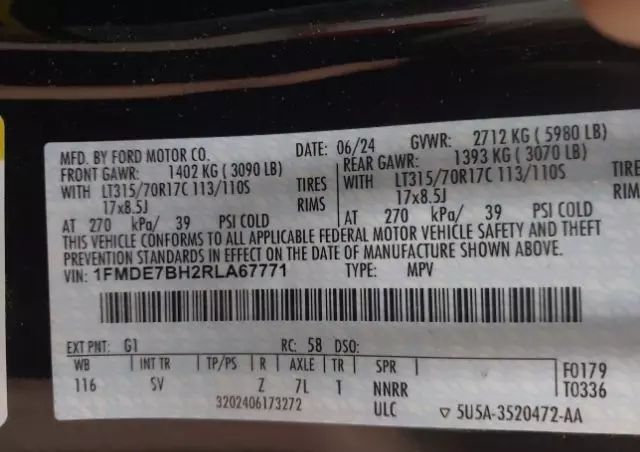 MFD. BY FORD MOTOR CO. DATE: 06/24 GVWR: 2712 KG ( 5980 LB)
FRONT GAWR: 1402 KG ( 3090 LB) REAR GAWR: 1393 KG ( 3070 LB)
WITH LT315/70R17C 113/110S TIRES WITH LT315/70R17C 113/110S TIRES
17x8.5J RIMS 17x8.5J RIMS
AT 270 kPa/ 39 PSI COLD AT 270 kPa/ 39 PSI COLD
THIS VEHICLE CONFORMS TO ALL APPLICABLE FEDERAL MOTOR VEHICLE SAFETY AND THEFT
PREVENTION STANDARDS IN EFFECT ON THE DATE OF MANUFACTURE SHOWN ABOVE.
VIN: 1FMDE7BH2RLA67771 TYPE: MPV
EXT PNT: G1 RC: 58 DSO:
WB INT TR TP/PS R AXLE TR SPR F0179
116 SV Z 7L T NNRR T0336
3202406173272 ULC ▽ 5U5A-3520472-AA